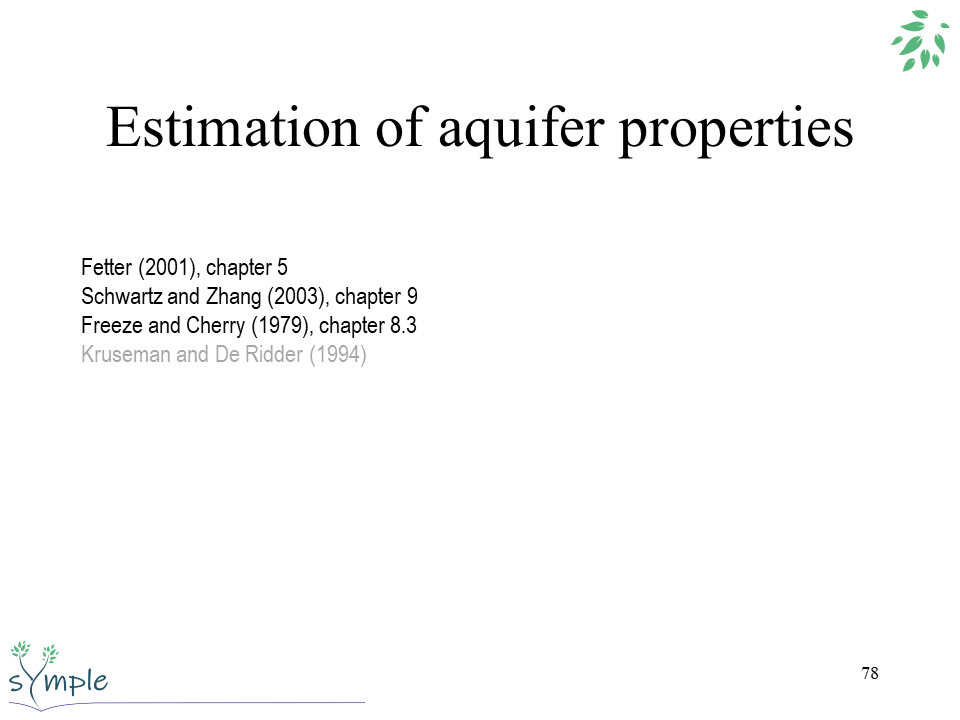 Estimation of aquifer properties
Fetter (2001), chapter 5
Schwartz and Zhang (2003), chapter 9
Freeze and Cherry (1979), chapter 8.3
Kruseman and De Ridder (1994)
sYmple
78